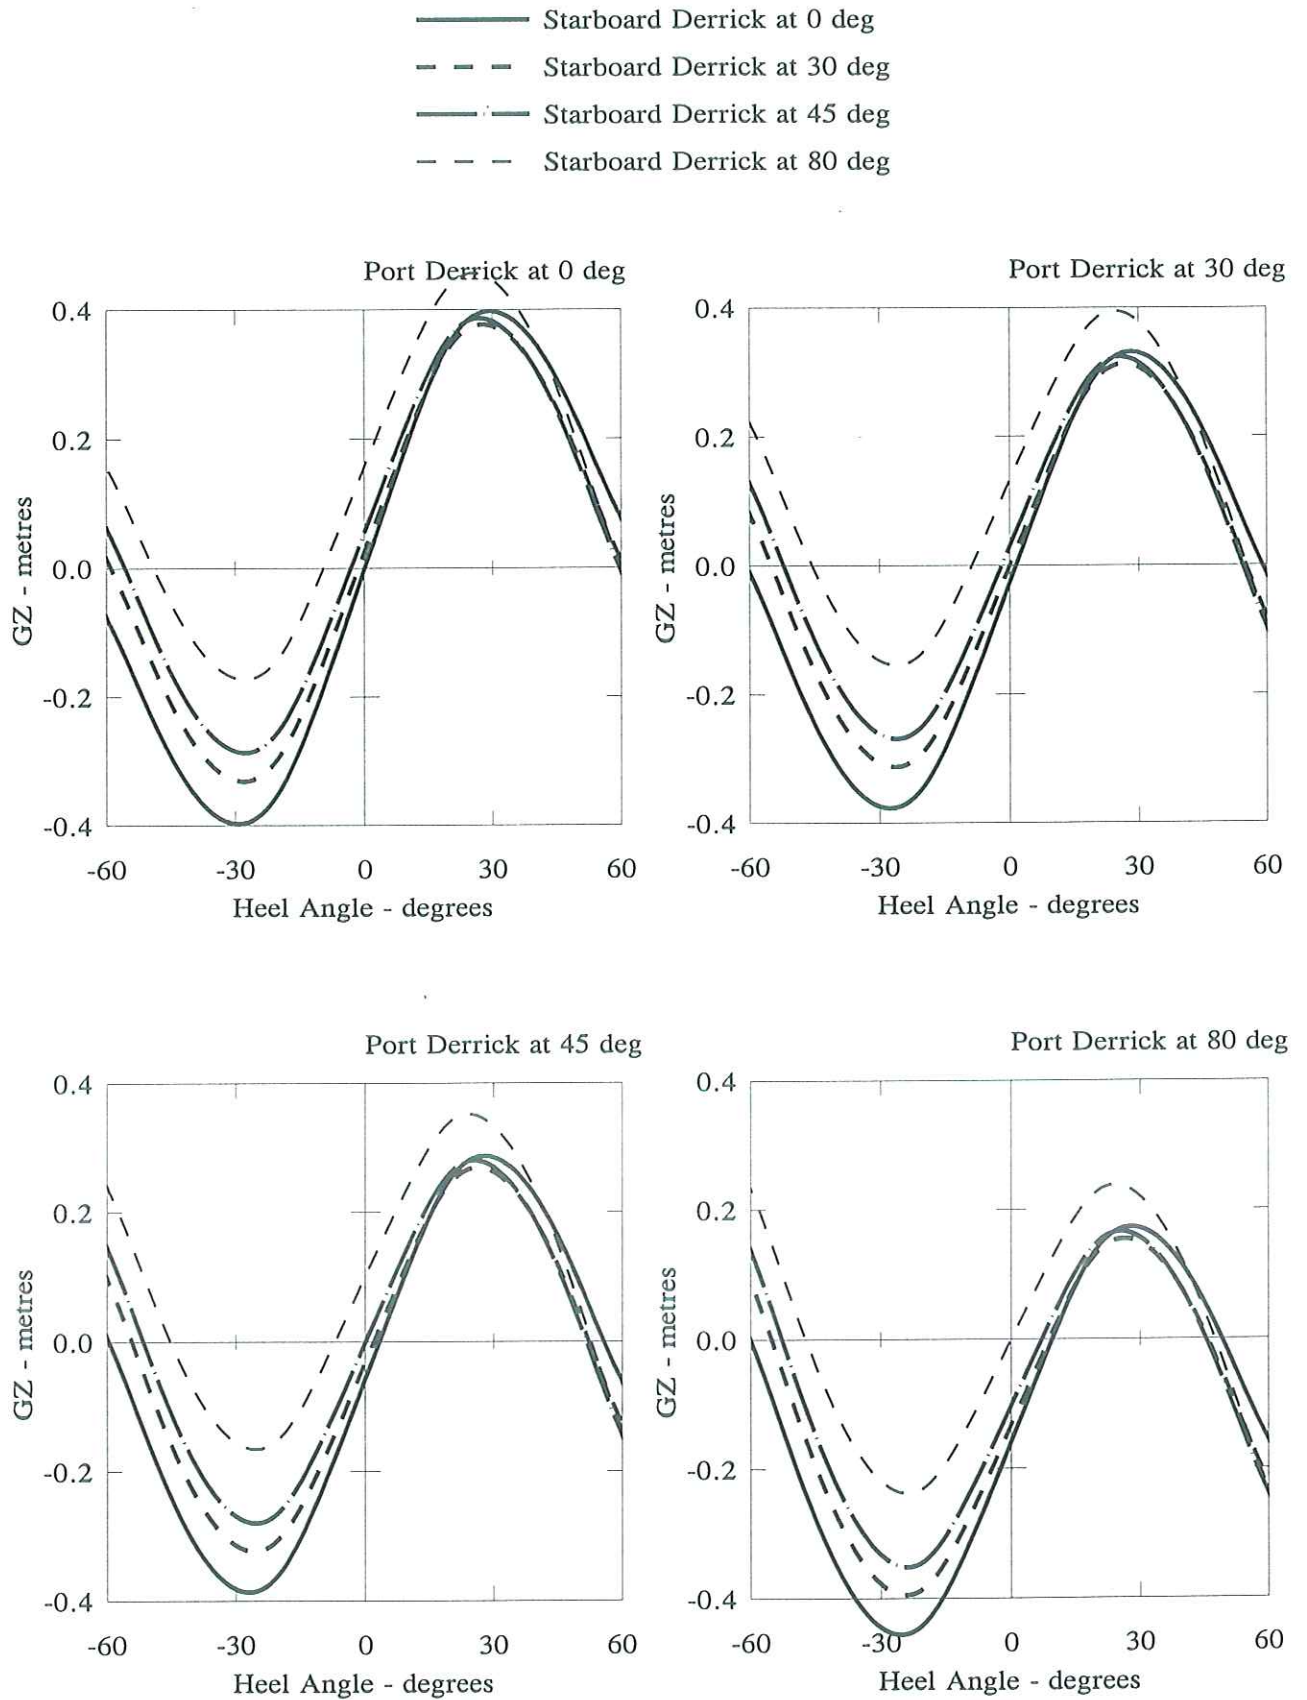 Starboard Derrick at 0 deg
Starboard Derrick at 30 deg
Starboard Derrick at 45 deg
Starboard Derrick at 80 deg
Port Derrick at 0 deg
0.4
0.2
0.0
-0.2
-0.4
GZ - metres
-60 -30 0 30 60
Heel Angle - degrees
Port Derrick at 30 deg
0.4
0.2
0.0
-0.2
-0.4
GZ - metres
-60 -30 0 30 60
Heel Angle - degrees
Port Derrick at 45 deg
0.4
0.2
0.0
-0.2
-0.4
GZ - metres
-60 -30 0 30 60
Heel Angle - degrees
Port Derrick at 80 deg
0.4
0.2
0.0
-0.2
-0.4
GZ - metres
-60 -30 0 30 60
Heel Angle - degrees